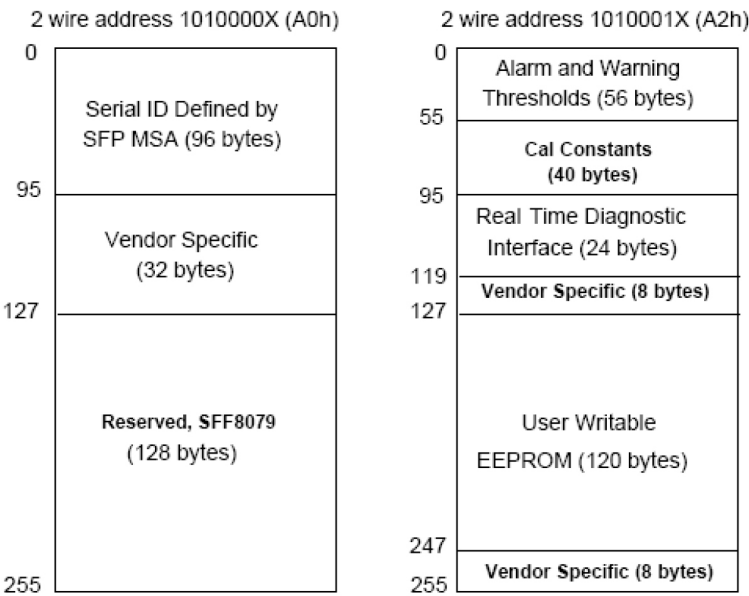 2 wire address 1010000X (A0h)
0
Serial ID Defined by
SFP MSA (96 bytes)
95
Vendor Specific
(32 bytes)
127
Reserved, SFF8079
(128 bytes)
255
2 wire address 1010001X (A2h)
0
Alarm and Warning
Thresholds (56 bytes)
55
Cal Constants
(40 bytes)
95
Real Time Diagnostic
Interface (24 bytes)
119
Vendor Specific (8 bytes)
127
User Writable
EEPROM (120 bytes)
247
Vendor Specific (8 bytes)
255